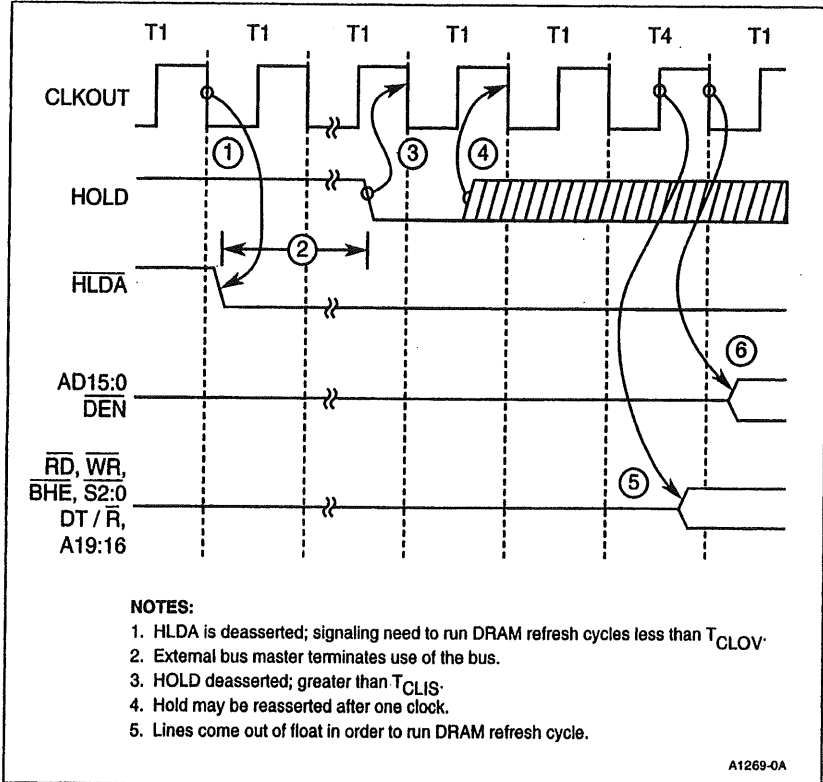 T1 T1 T1 T1 T1 T4 T1
CLKOUT
1 3 4
HOLD
2
HLDA
6
AD15:0
DEN
RD, WR,
BHE, S2:0
DT / R,
A19:16
5
NOTES:
1. HLDA is deasserted; signaling need to run DRAM refresh cycles less than TCLOV.
2. External bus master terminates use of the bus.
3. HOLD deasserted; greater than TCLIS.
4. Hold may be reasserted after one clock.
5. Lines come out of float in order to run DRAM refresh cycle.
A1269-0A